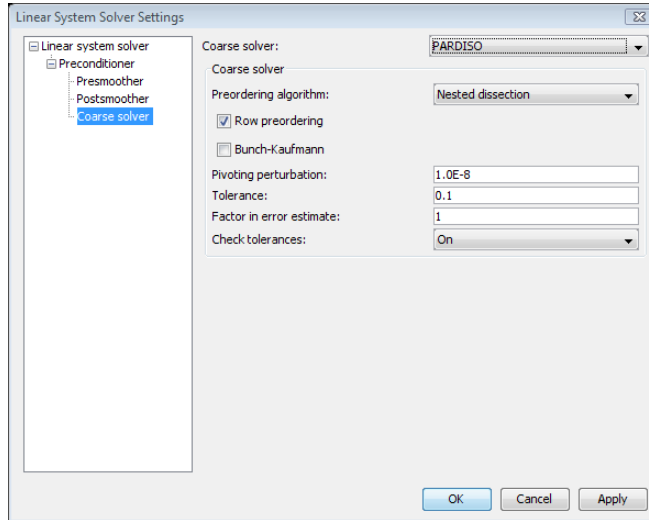 Linear System Solver Settings
Linear system solver
Preconditioner
Presmoother
Postsmoother
Coarse solver
Coarse solver: PARDISO
Coarse solver
Preordering algorithm: Nested dissection
Row preordering
Bunch-Kaufmann
Pivoting perturbation: 1.0E-8
Tolerance: 0.1
Factor in error estimate: 1
Check tolerances: On
OK Cancel Apply